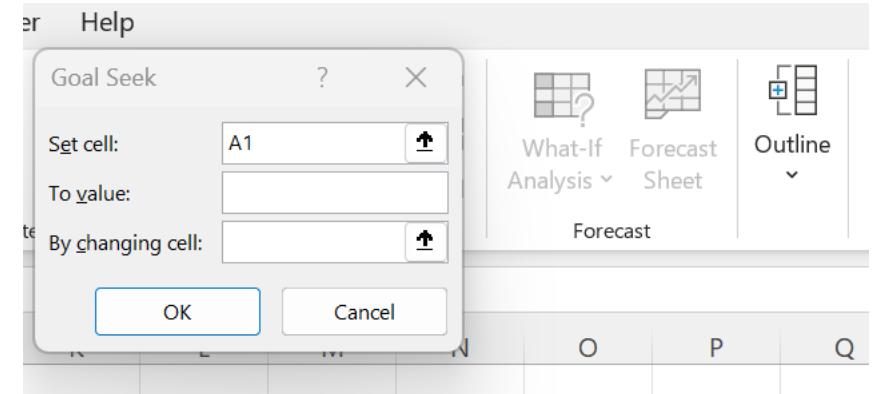 er Help
Goal Seek ? ×
Set cell: A1
To value:
By changing cell:
OK Cancel
What-If Analysis
Forecast Sheet
Outline
Forecast
N O P Q